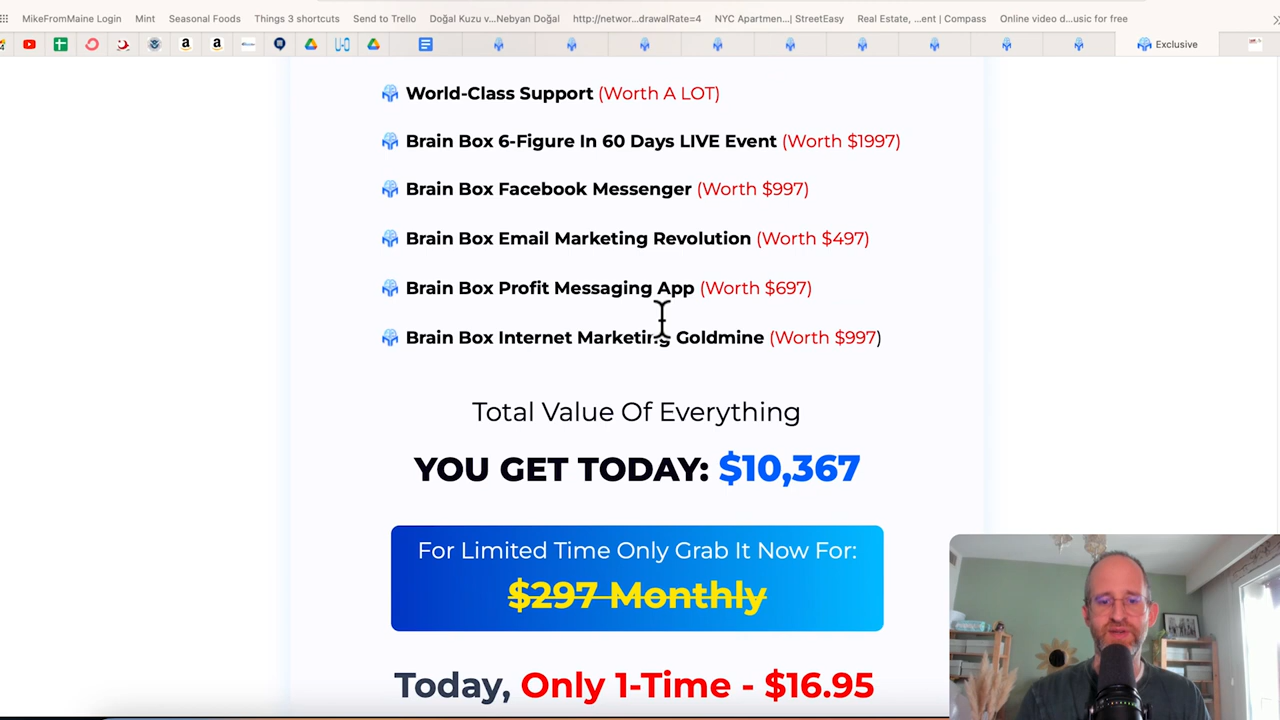 MikeFromMaine Login Mint Seasonal Foods Things 3 shortcuts Send to Trello Doğal Kuzu v...Nebyan Doğal http://networ...drawalRate=4 NYC Apartmen...| StreetEasy Real Estate, ...ent | Compass Online video d...usic for free
Exclusive
World-Class Support (Worth A LOT)
Brain Box 6-Figure In 60 Days LIVE Event (Worth $1997)
Brain Box Facebook Messenger (Worth $997)
Brain Box Email Marketing Revolution (Worth $497)
Brain Box Profit Messaging App (Worth $697)
Brain Box Internet Marketing Goldmine (Worth $997)
Total Value Of Everything
YOU GET TODAY: $10,367
For Limited Time Only Grab It Now For:
$297 Monthly
Today, Only 1-Time - $16.95